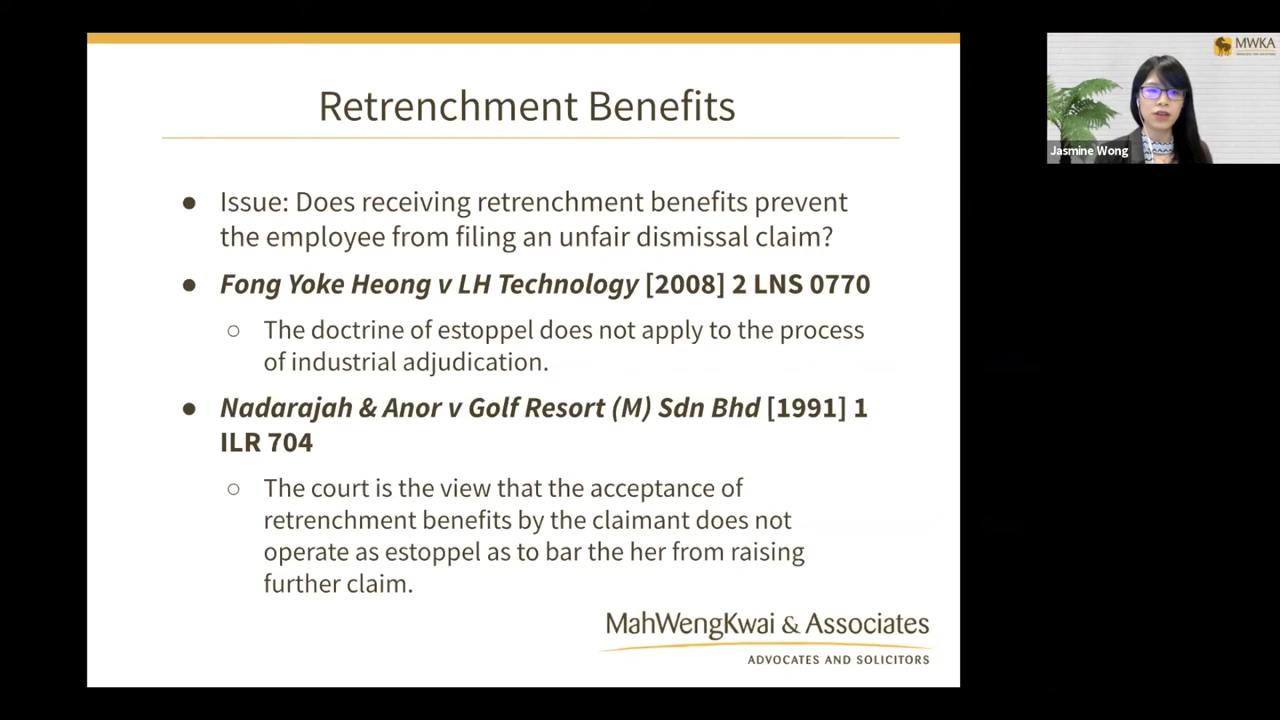 Retrenchment Benefits
● Issue: Does receiving retrenchment benefits prevent
the employee from filing an unfair dismissal claim?
● Fong Yoke Heong v LH Technology [2008] 2 LNS 0770
○ The doctrine of estoppel does not apply to the process
of industrial adjudication.
● Nadarajah & Anor v Golf Resort (M) Sdn Bhd [1991] 1
ILR 704
○ The court is the view that the acceptance of
retrenchment benefits by the claimant does not
operate as estoppel as to bar the her from raising
further claim.
MahWengKwai & Associates
ADVOCATES AND SOLICITORS
MWKA
Jasmine Wong